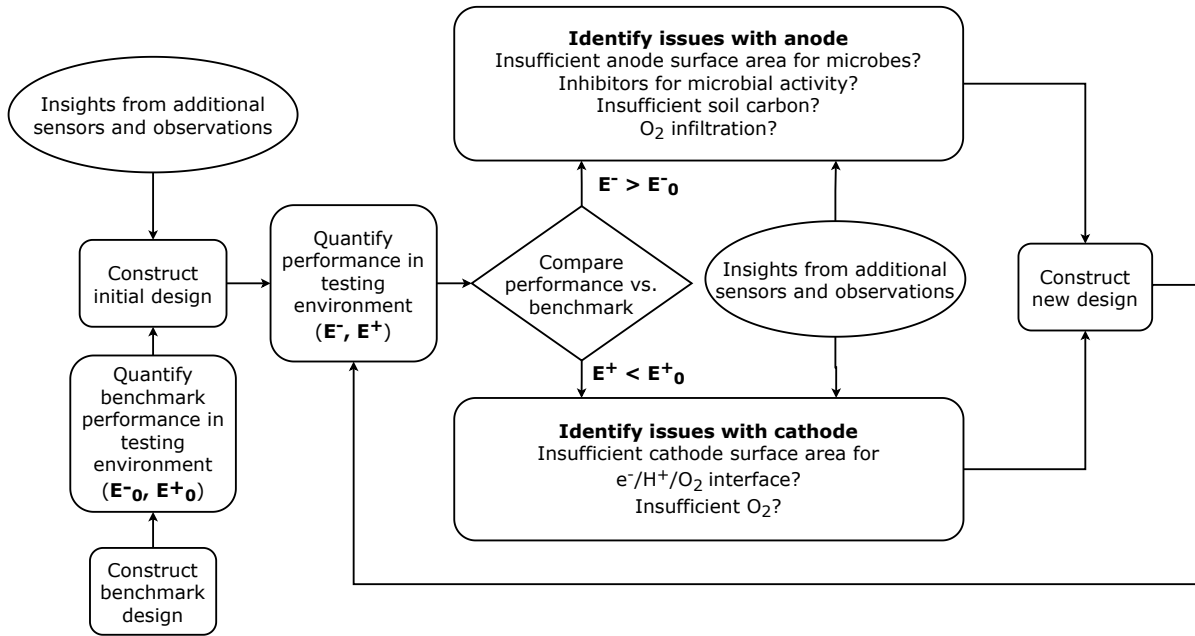 Insights from additional
sensors and observations
Construct
initial design
Quantify
benchmark
performance in
testing
environment
(E-0, E+0)
Construct
benchmark
design
Quantify
performance in
testing
environment
(E-, E+)
Compare
performance vs.
benchmark
E- > E-0
E+ < E+0
Identify issues with anode
Insufficient anode surface area for microbes?
Inhibitors for microbial activity?
Insufficient soil carbon?
O2 infiltration?
Insights from additional
sensors and observations
Identify issues with cathode
Insufficient cathode surface area for
e-/H+/O2 interface?
Insufficient O2?
Construct
new design